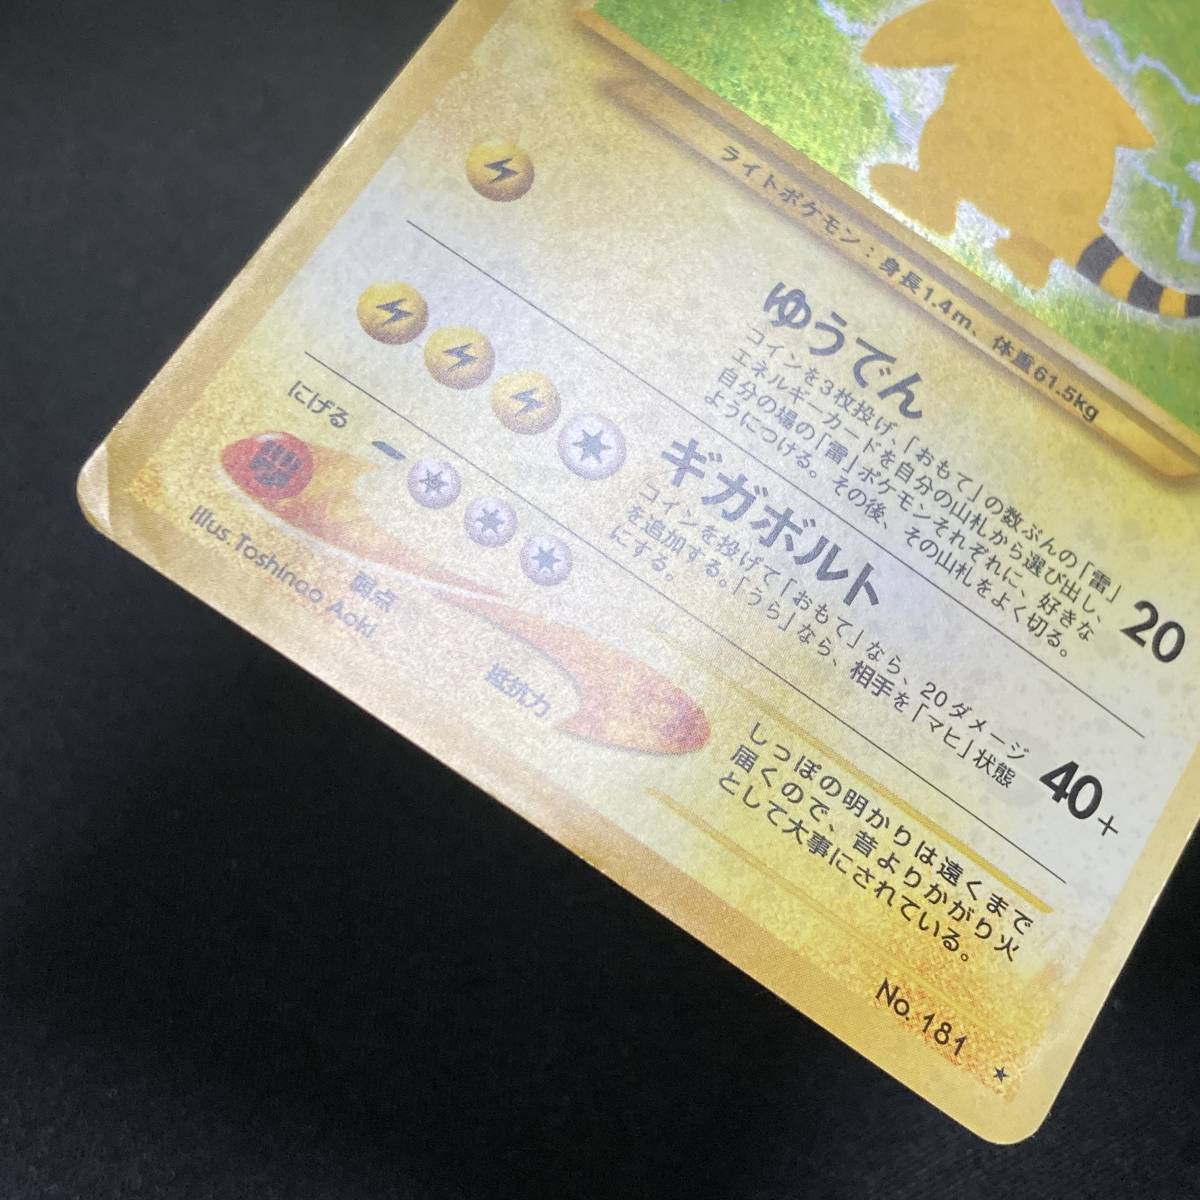 ライトポケモン：身長1.4m、体重61.5kg
ゆうでん
コインを3枚投げ、「おもて」の数ぶんの「雷」
エネルギーカードを自分の山札から選び出し、
自分の場の「雷」ポケモンそれぞれに、好きな
ようにつける。その後、その山札をよく切る。
20
ギガボルト
コインを投げて「おもて」なら、20ダメージ
を追加する。「うら」なら、相手を「マヒ」状態
にする。
40+
にげる
弱点
抵抗力
illus. Toshinao Aoki
しっぽの明かりは遠くまで
届くので、昔よりかがり火
として大事にされている。
No. 181 ★